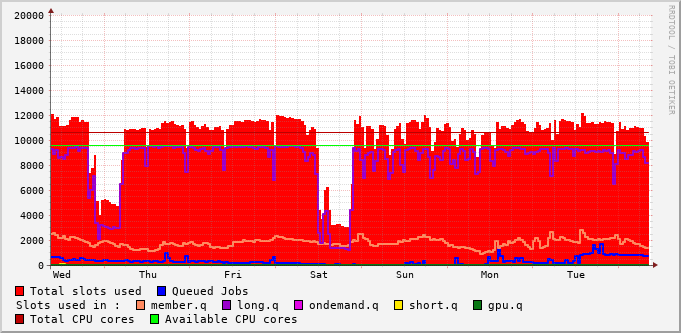 20000
18000
16000
14000
12000
10000
8000
6000
4000
2000
0
Wed Thu Fri Sat Sun Mon Tue
RRDTOOL / TOBI OETIKER
Total slots used Queued Jobs
Slots used in : member.q long.q ondemand.q short.q gpu.q
Total CPU cores Available CPU cores